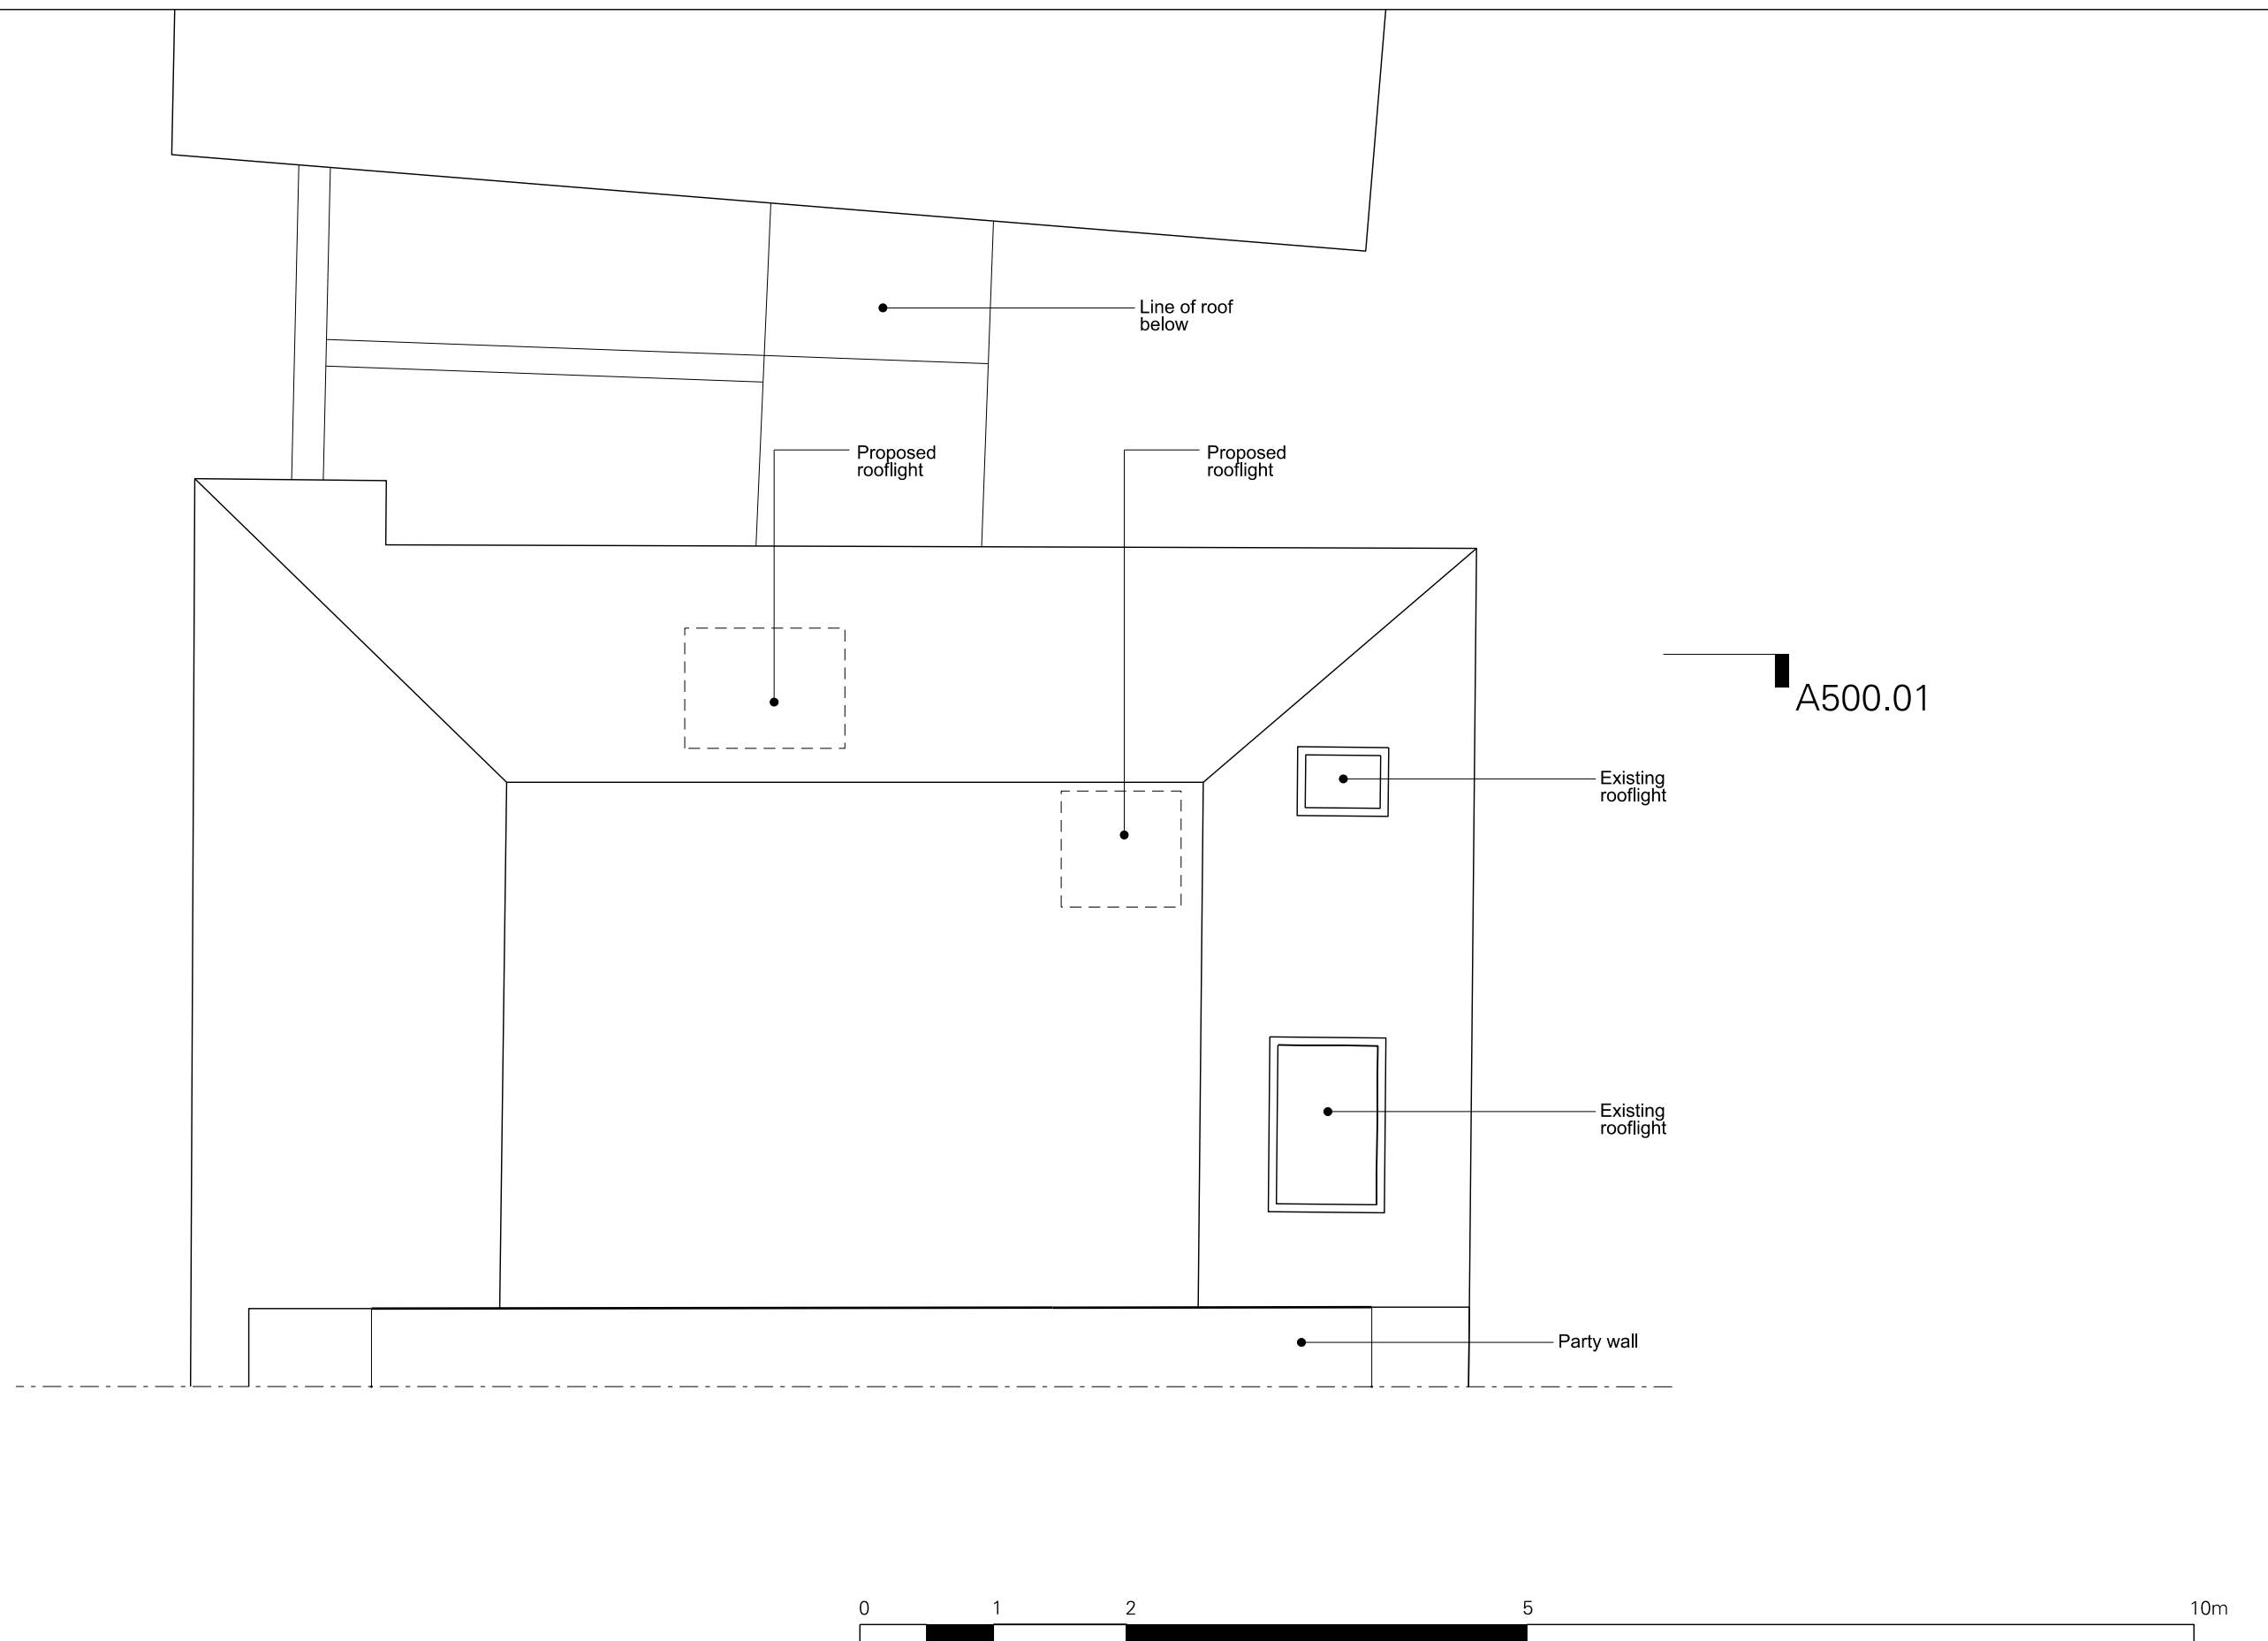 Line of roof
below
Proposed
rooflight
Proposed
rooflight
A500.01
Existing
rooflight
Existing
rooflight
Party wall
0 1 2 5 10m